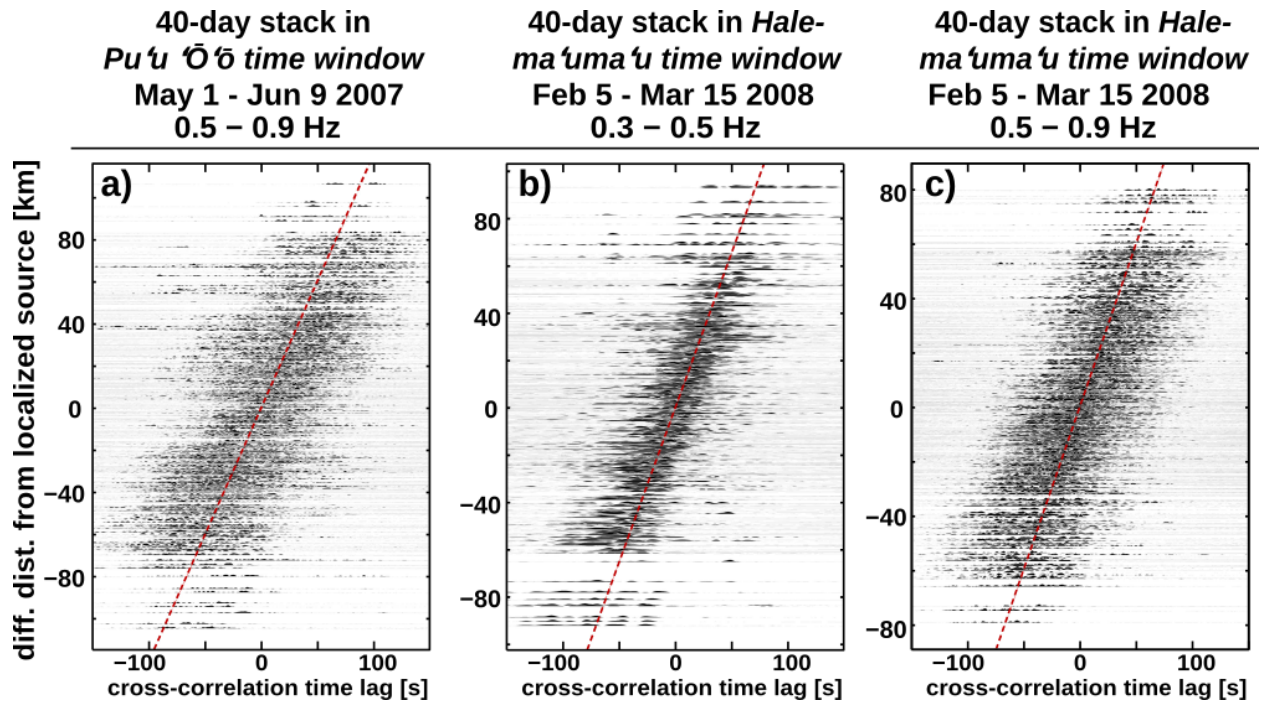 40-day stack in
Puʻu ʻŌʻō time window
May 1 - Jun 9 2007
0.5 − 0.9 Hz
40-day stack in Hale-
maʻumaʻu time window
Feb 5 - Mar 15 2008
0.3 − 0.5 Hz
40-day stack in Hale-
maʻumaʻu time window
Feb 5 - Mar 15 2008
0.5 − 0.9 Hz
diff. dist. from localized source [km]
a)
80
40
0
−40
−80
−100 0 100
cross-correlation time lag [s]
b)
80
40
0
−40
−80
−100 0 100
cross-correlation time lag [s]
c)
80
40
0
−40
−80
−100 0 100
cross-correlation time lag [s]